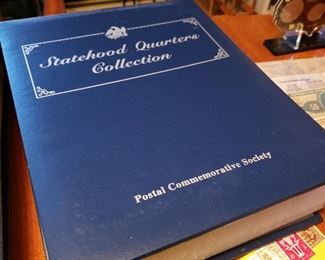 Statehood Quarters
Collection
Postal Commemorative Society